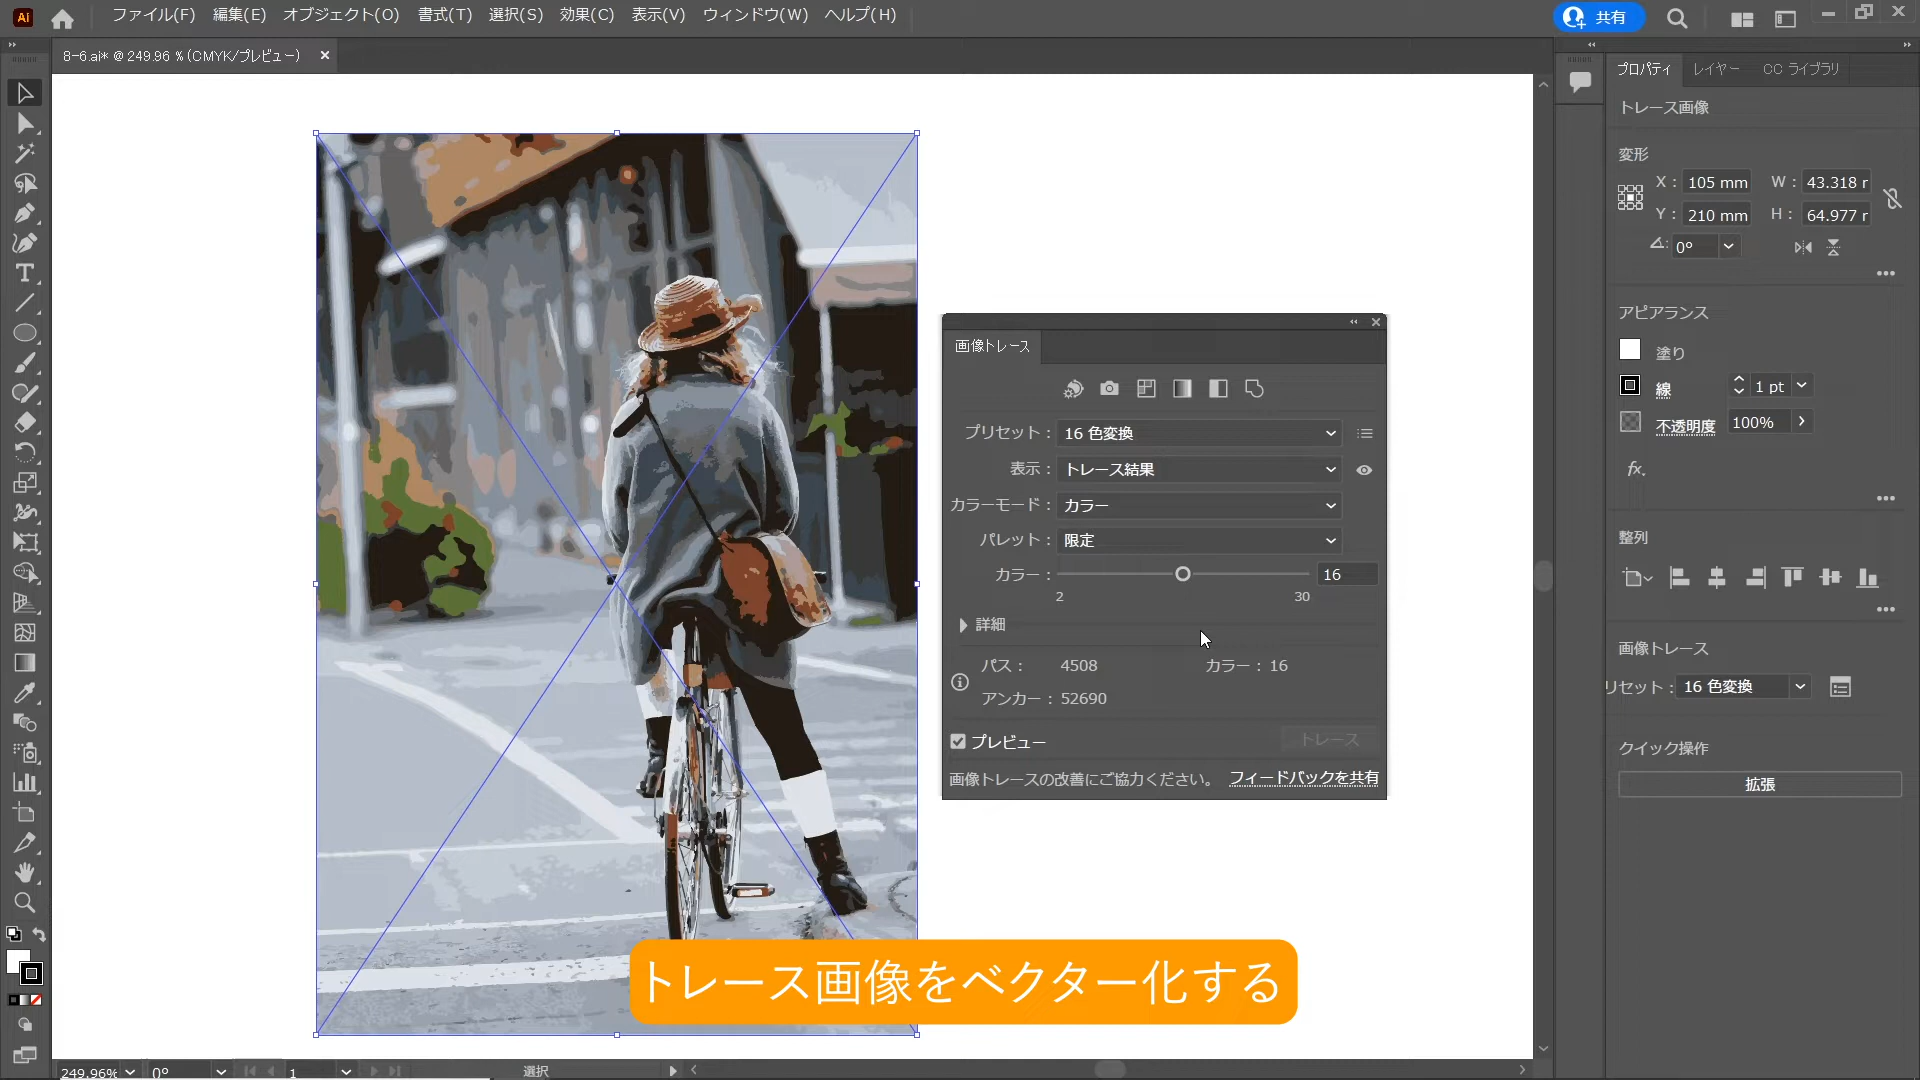 Ai
ファイル(F) 編集(E) オブジェクト(O) 書式(T) 選択(S) 効果(C) 表示(V) ウィンドウ(W) ヘルプ(H)
共有
8-6.ai* @ 249.96 % (CMYK/プレビュー) ×
プロパティ レイヤー CC ライブラリ
トレース画像
変形
X : 105 mm W : 43.318 r
Y : 210 mm H : 64.977 r
0°
アピアランス
塗り
線 1 pt
不透明度 100%
fx.
整列
画像トレース
リセット : 16 色変換
クイック操作
拡張
画像トレース
プリセット : 16 色変換
表示 : トレース結果
カラーモード : カラー
パレット : 限定
カラー : 16
2 30
詳細
パス : 4508 カラー : 16
アンカー : 52690
プレビュー トレース
画像トレースの改善にご協力ください。 フィードバックを共有
トレース画像をベクター化する
249.96% 0° 1 選択